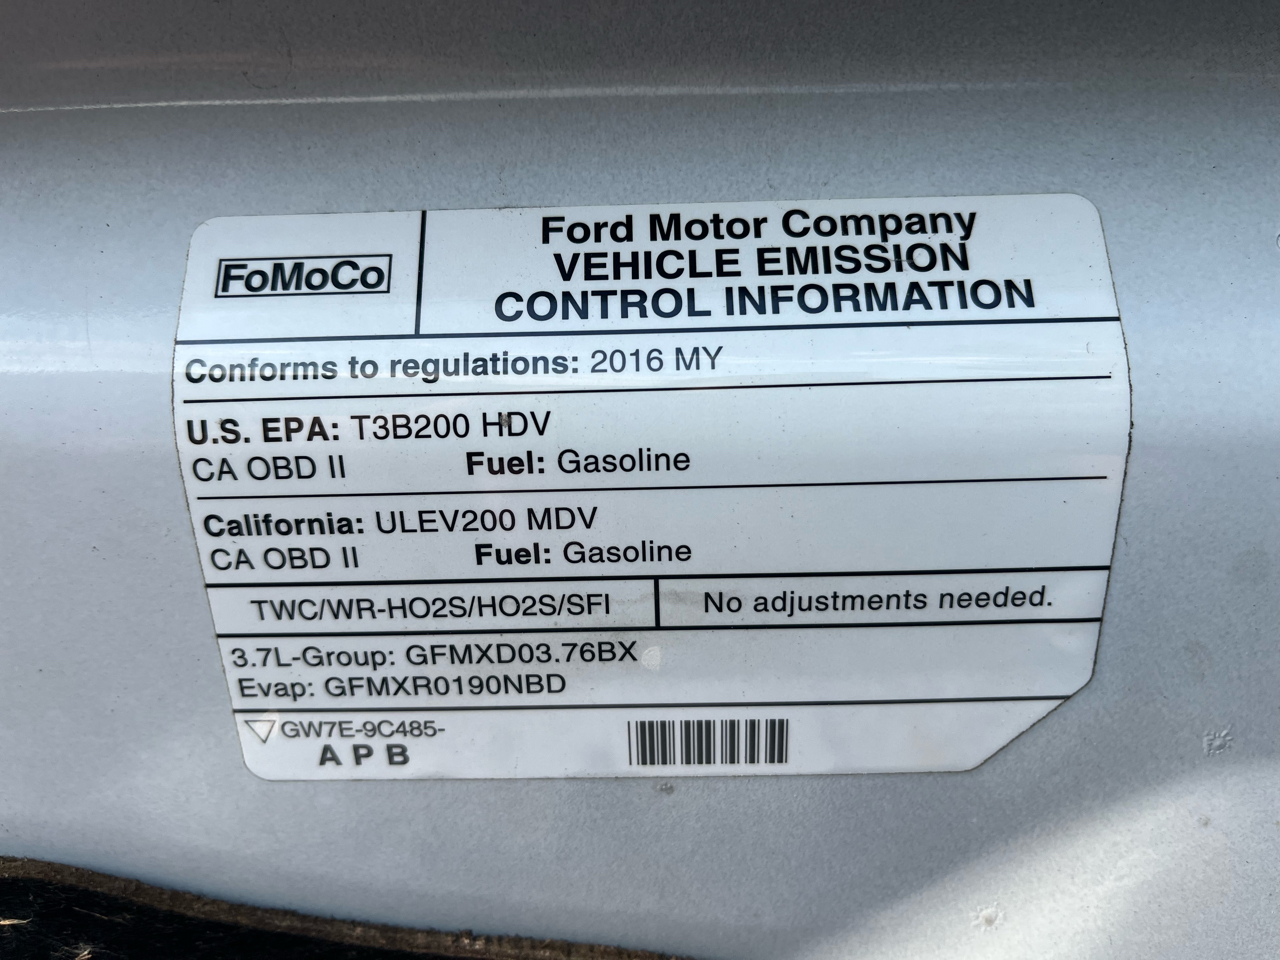 FoMoCo
Ford Motor Company
VEHICLE EMISSION
CONTROL INFORMATION
Conforms to regulations: 2016 MY
U.S. EPA: T3B200 HDV
CA OBD II Fuel: Gasoline
California: ULEV200 MDV
CA OBD II Fuel: Gasoline
TWC/WR-HO2S/HO2S/SFI
No adjustments needed.
3.7L-Group: GFMXD03.76BX
Evap: GFMXR0190NBD
GW7E-9C485-
A P B